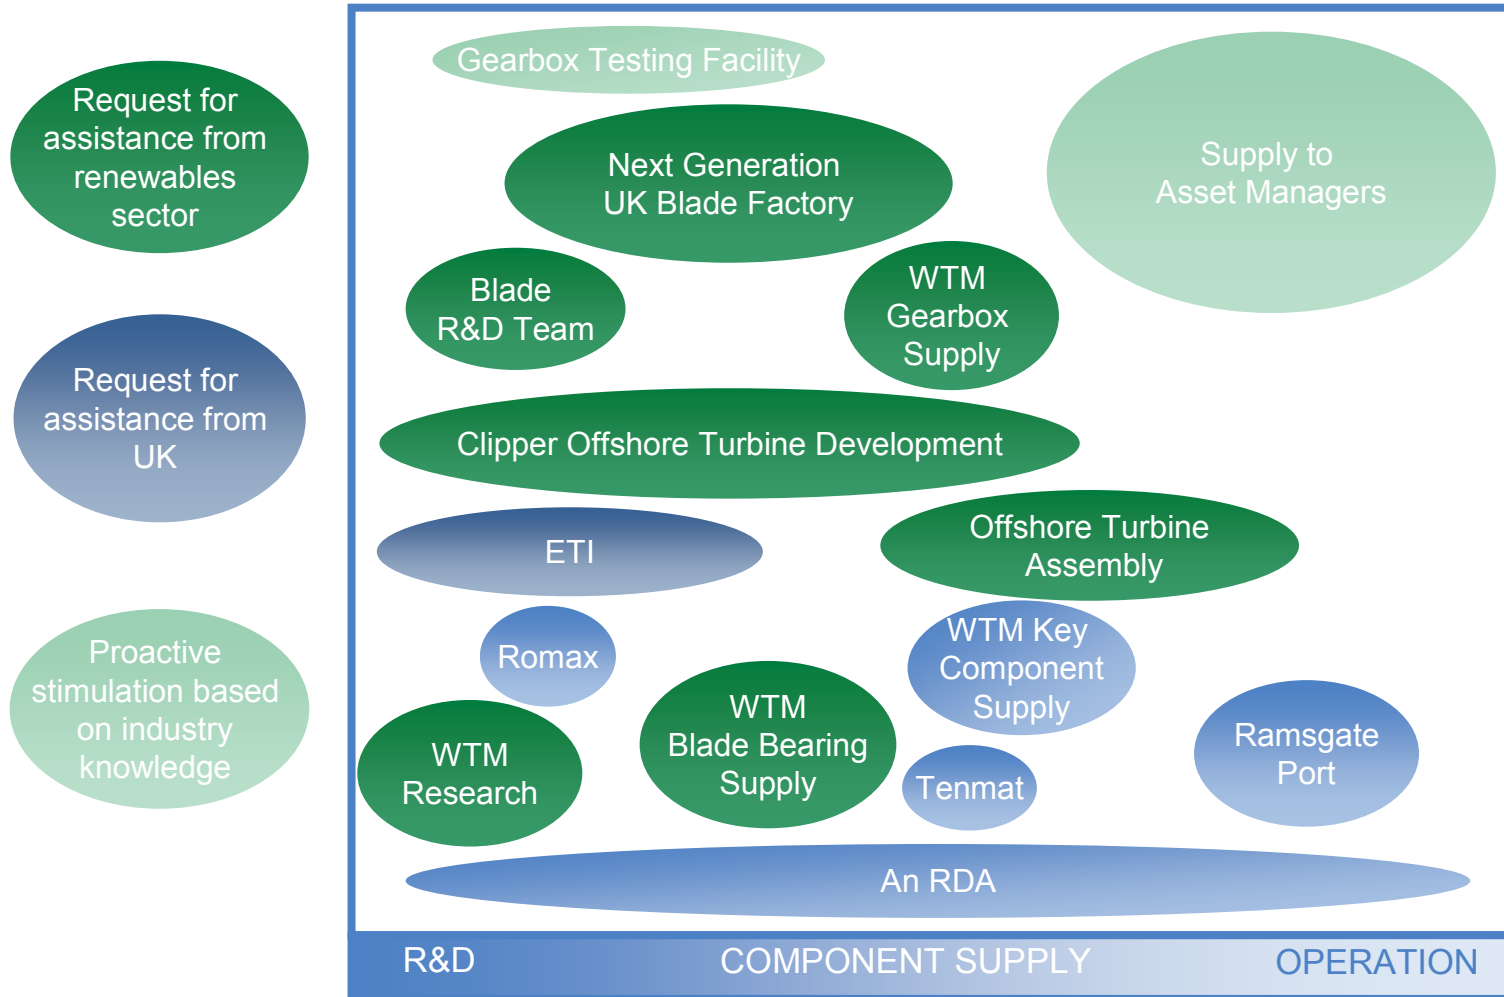 Request for
assistance from
renewables
sector
Request for
assistance from
UK
Proactive
stimulation based
on industry
knowledge
Gearbox Testing Facility
Next Generation
UK Blade Factory
Supply to
Asset Managers
Blade
R&D Team
WTM
Gearbox
Supply
Clipper Offshore Turbine Development
ETI
Offshore Turbine
Assembly
Romax
WTM Key
Component
Supply
WTM
Research
WTM
Blade Bearing
Supply
Tenmat
Ramsgate
Port
An RDA
R&D
COMPONENT SUPPLY
OPERATION